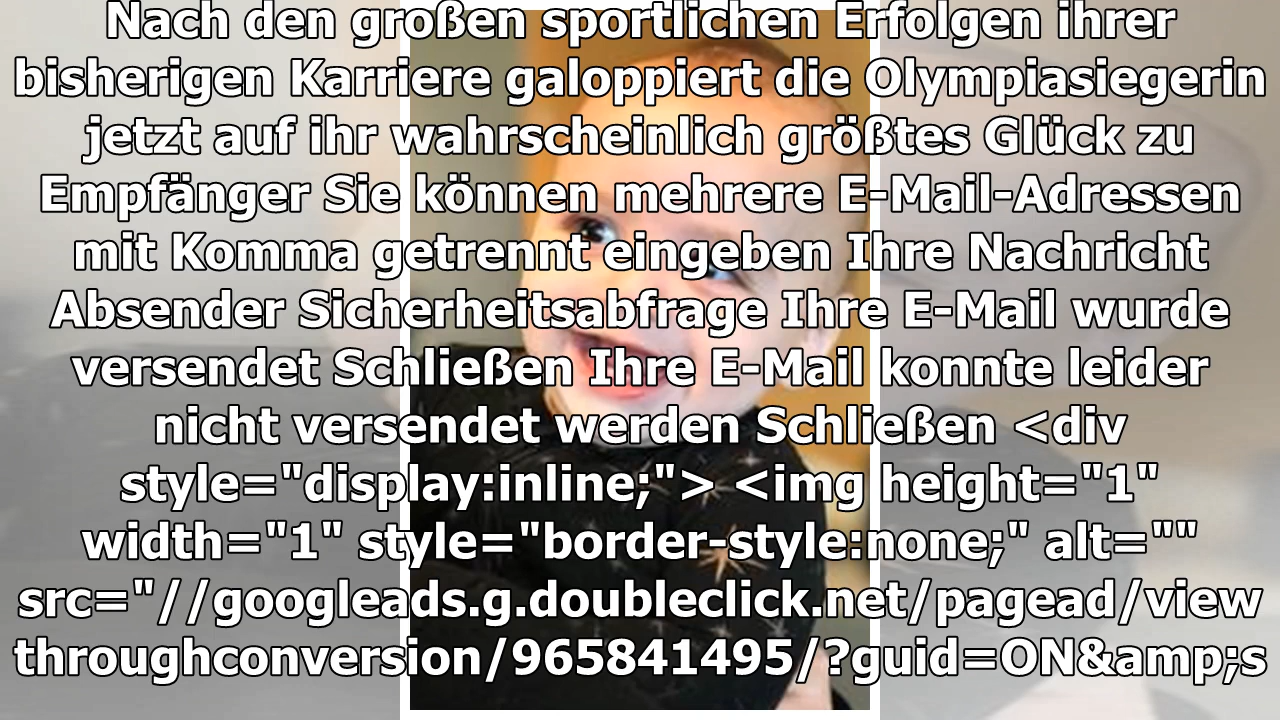 Nach den großen sportlichen Erfolgen ihrer
bisherigen Karriere galoppiert die Olympiasiegerin
jetzt auf ihr wahrscheinlich größtes Glück zu
Empfänger Sie können mehrere E-Mail-Adressen
mit Komma getrennt eingeben Ihre Nachricht
Absender Sicherheitsabfrage Ihre E-Mail wurde
versendet Schließen Ihre E-Mail konnte leider
nicht versendet werden Schließen <div
style="display:inline;"> <img height="1"
width="1" style="border-style:none;" alt=""
src="//googleads.g.doubleclick.net/pagead/view
throughconversion/965841495/?guid=ON&amp;s